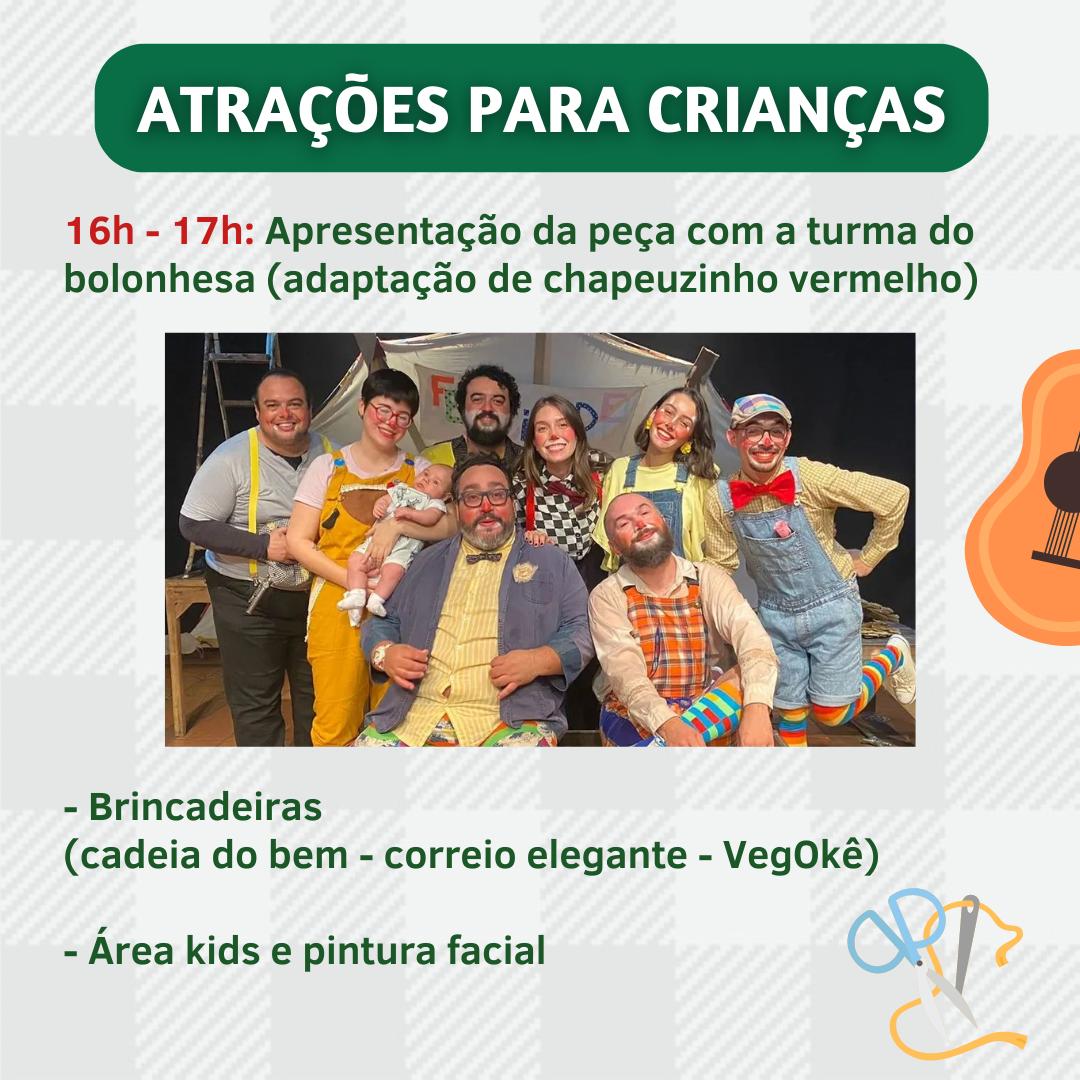 ATRAÇÕES PARA CRIANÇAS
16h - 17h: Apresentação da peça com a turma do
bolonhesa (adaptação de chapeuzinho vermelho)
- Brincadeiras
(cadeia do bem - correio elegante - VegOkê)
- Área kids e pintura facial